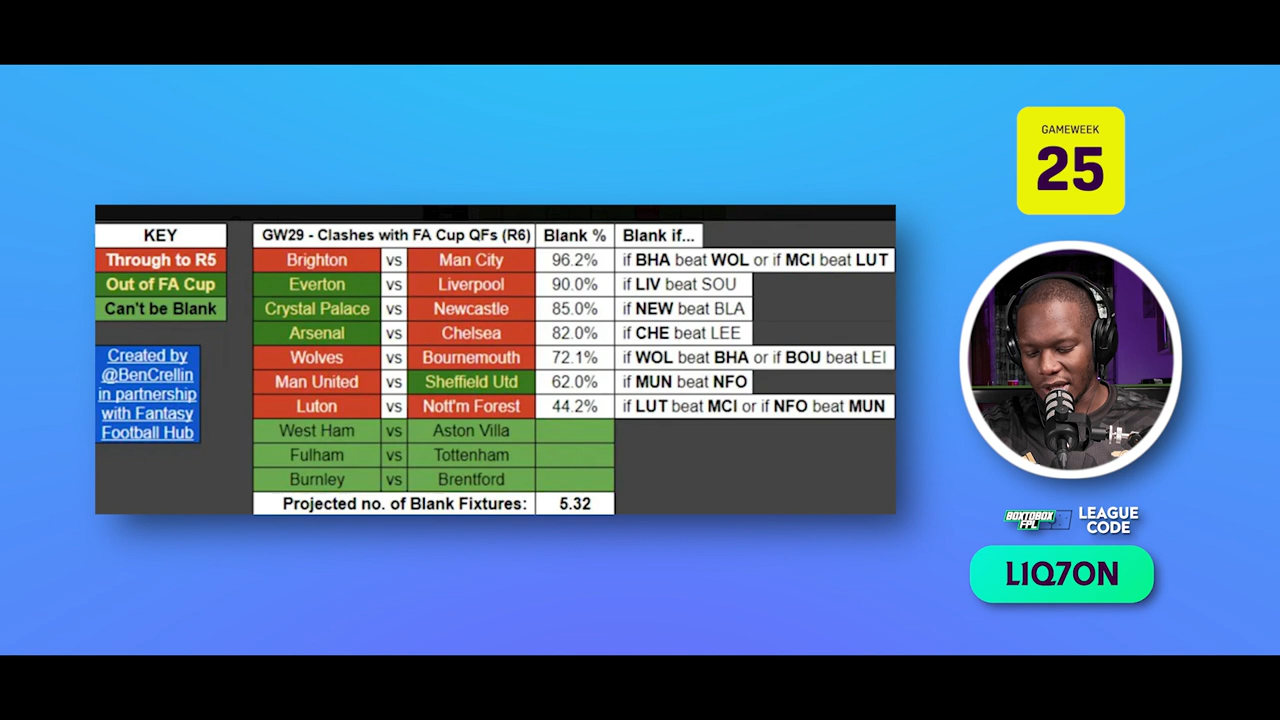 GAMEWEEK
25
KEY
Through to R5
Out of FA Cup
Can't be Blank
Created by
@BenCrellin
in partnership
with Fantasy
Football Hub
GW29 - Clashes with FA Cup QFs (R6) Blank % Blank if...
Brighton vs Man City 96.2% if BHA beat WOL or if MCI beat LUT
Everton vs Liverpool 90.0% if LIV beat SOU
Crystal Palace vs Newcastle 85.0% if NEW beat BLA
Arsenal vs Chelsea 82.0% if CHE beat LEE
Wolves vs Bournemouth 72.1% if WOL beat BHA or if BOU beat LEI
Man United vs Sheffield Utd 62.0% if MUN beat NFO
Luton vs Nott'm Forest 44.2% if LUT beat MCI or if NFO beat MUN
West Ham vs Aston Villa
Fulham vs Tottenham
Burnley vs Brentford
Projected no. of Blank Fixtures: 5.32
BOXTOBOX
FPL
LEAGUE
CODE
L1Q7ON